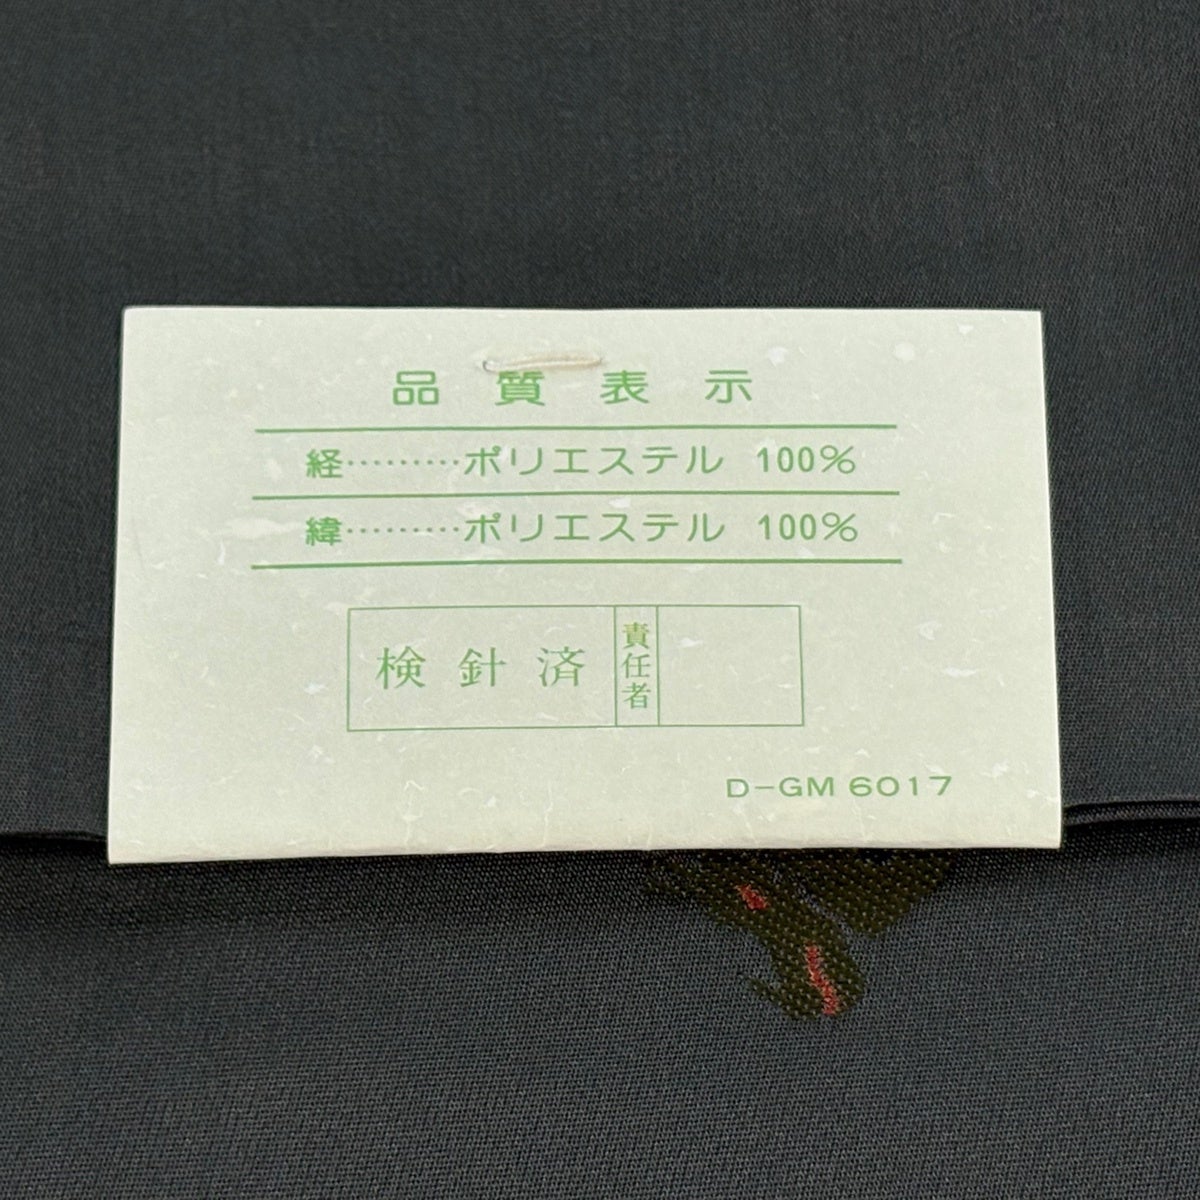 品質表示
経………ポリエステル 100%
緯………ポリエステル 100%
検針済
責任者
D-GM 6017